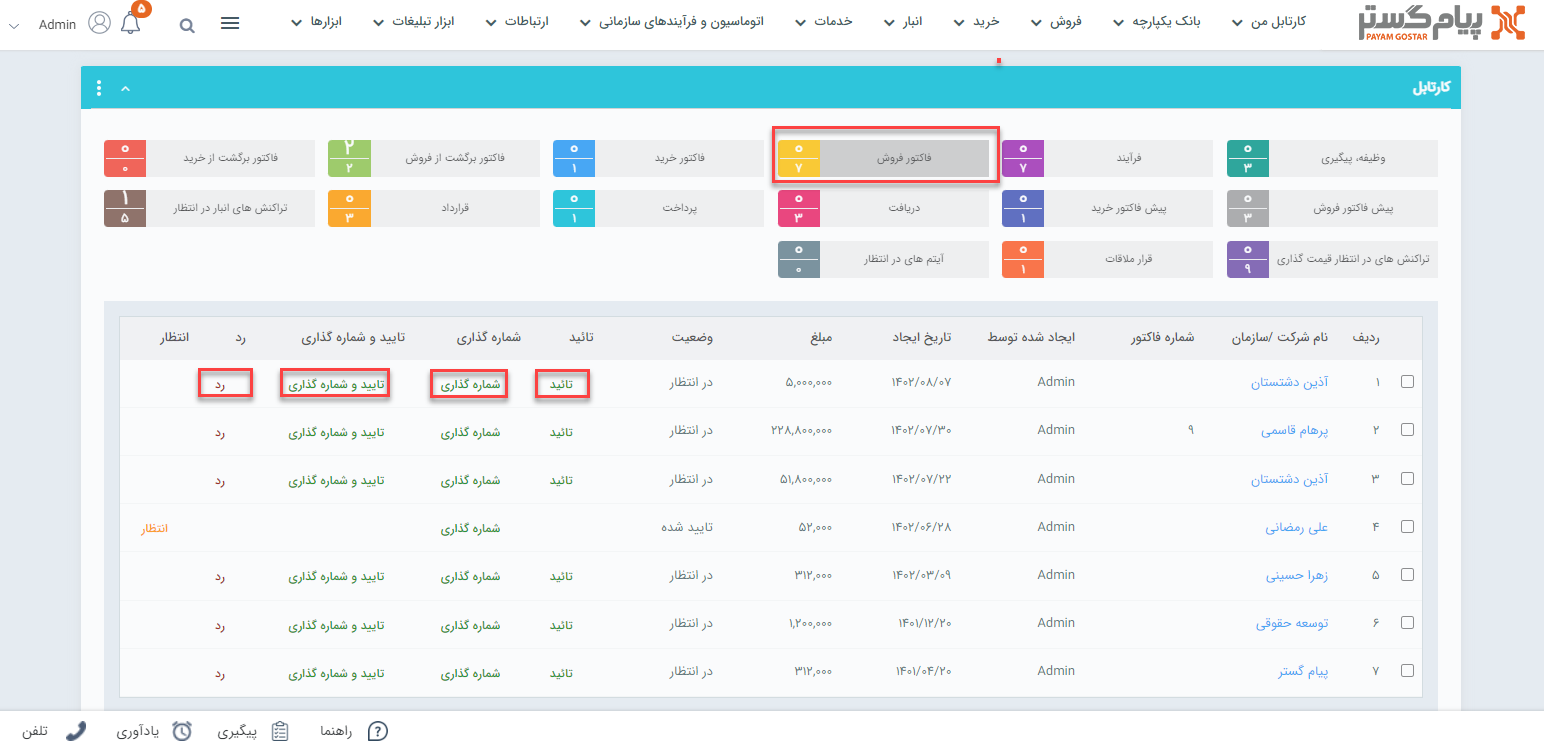 پیام گستر
PAYAM GOSTAR
کارتابل من
بانک یکپارچه
فروش
خرید
انبار
خدمات
اتوماسیون و فرآیندهای سازمانی
ارتباطات
ابزار تبلیغات
ابزارها
۵
Admin
کارتابل
وظیفه، پیگیری ۰ ۳
فرآیند ۰ ۷
فاکتور فروش ۰ ۷
فاکتور خرید ۰ ۱
فاکتور برگشت از فروش ۲ ۲
فاکتور برگشت از خرید ۰ ۰
پیش فاکتور فروش ۰ ۳
پیش فاکتور خرید ۰ ۱
دریافت ۰ ۳
پرداخت ۰ ۱
قرارداد ۰ ۳
تراکنش های انبار در انتظار ۱ ۵
تراکنش های در انتظار قیمت گذاری ۰ ۹
قرار ملاقات ۰ ۱
آیتم های در انتظار ۰ ۰
ردیف نام شرکت /سازمان شماره فاکتور ایجاد شده توسط تاریخ ایجاد مبلغ وضعیت تائید شماره گذاری تایید و شماره گذاری رد انتظار
۱ آذین دشتستان Admin ۱۴۰۲/۰۸/۰۷ ۵,۰۰۰,۰۰۰ در انتظار تائید شماره گذاری تایید و شماره گذاری رد
۲ پرهام قاسمی ۹ Admin ۱۴۰۲/۰۷/۳۰ ۲۲۸,۸۰۰,۰۰۰ در انتظار تائید شماره گذاری تایید و شماره گذاری رد
۳ آذین دشتستان Admin ۱۴۰۲/۰۷/۲۲ ۵۱,۸۰۰,۰۰۰ در انتظار تائید شماره گذاری تایید و شماره گذاری رد
۴ علی رمضانی Admin ۱۴۰۲/۰۶/۲۸ ۵۲,۰۰۰ تایید شده شماره گذاری انتظار
۵ زهرا حسینی Admin ۱۴۰۲/۰۳/۰۹ ۳۱۲,۰۰۰ در انتظار تائید شماره گذاری تایید و شماره گذاری رد
۶ توسعه حقوقی Admin ۱۴۰۱/۱۲/۲۰ ۱,۲۰۰,۰۰۰ در انتظار تائید شماره گذاری تایید و شماره گذاری رد
۷ پیام گستر Admin ۱۴۰۱/۰۴/۲۰ ۳۱۲,۰۰۰ در انتظار تائید شماره گذاری تایید و شماره گذاری رد
راهنما
پیگیری
یادآوری
تلفن